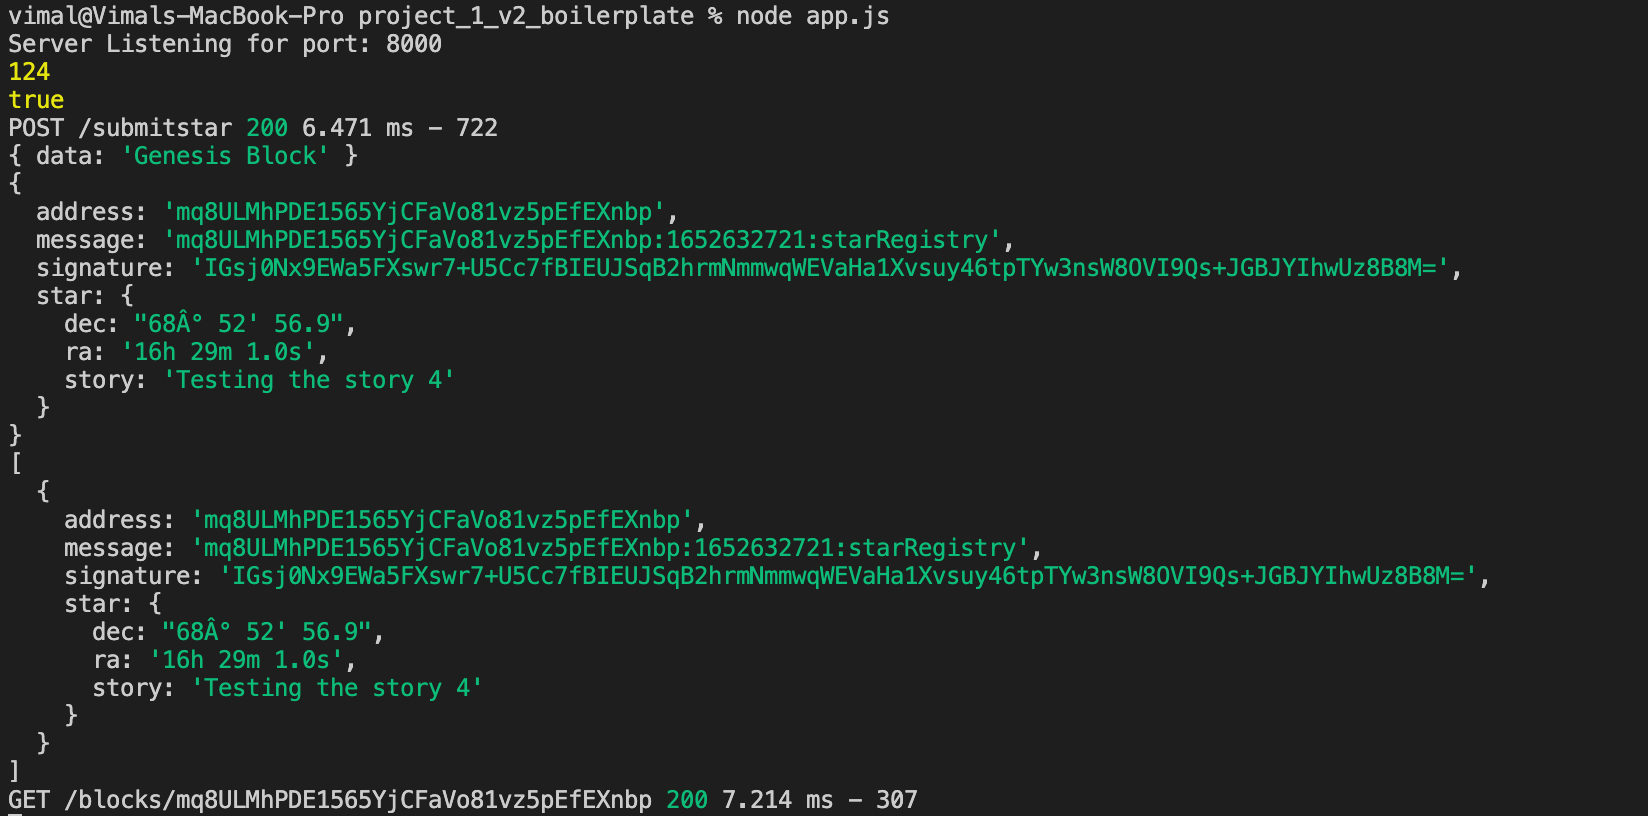 vimal@Vimals-MacBook-Pro project_1_v2_boilerplate % node app.js
Server Listening for port: 8000
124
true
POST /submitstar 200 6.471 ms - 722
{ data: 'Genesis Block' }
{
  address: 'mq8ULMhPDE1565YjCFaVo81vz5pEfEXnbp',
  message: 'mq8ULMhPDE1565YjCFaVo81vz5pEfEXnbp:1652632721:starRegistry',
  signature: 'IGsj0Nx9EWa5FXswr7+U5Cc7fBIEUJSqB2hrmNmmwqWEVaHa1Xvsuy46tpTYw3nsW8OVI9Qs+JGBJYIhwUz8B8M=',
  star: {
    dec: "68Â° 52' 56.9",
    ra: '16h 29m 1.0s',
    story: 'Testing the story 4'
  }
}
[
  {
    address: 'mq8ULMhPDE1565YjCFaVo81vz5pEfEXnbp',
    message: 'mq8ULMhPDE1565YjCFaVo81vz5pEfEXnbp:1652632721:starRegistry',
    signature: 'IGsj0Nx9EWa5FXswr7+U5Cc7fBIEUJSqB2hrmNmmwqWEVaHa1Xvsuy46tpTYw3nsW8OVI9Qs+JGBJYIhwUz8B8M=',
    star: {
      dec: "68Â° 52' 56.9",
      ra: '16h 29m 1.0s',
      story: 'Testing the story 4'
    }
  }
]
GET /blocks/mq8ULMhPDE1565YjCFaVo81vz5pEfEXnbp 200 7.214 ms - 307